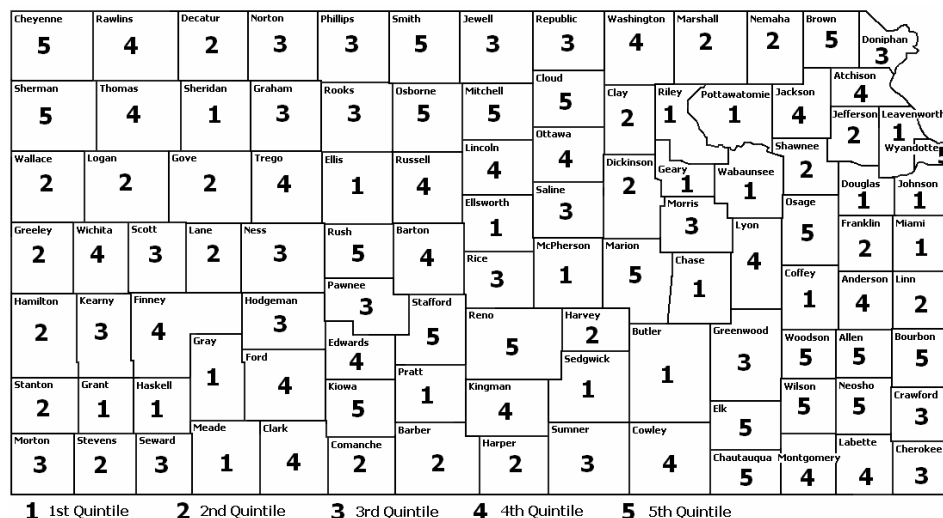 Cheyenne Rawlins Decatur Norton Phillips Smith Jewell Republic Washington Marshall Nemaha Brown
Doniphan
5 4 2 3 3 5 3 3 4 2 2 5 3
Cloud Atchison
Sherman Thomas Sheridan Graham Rooks Osborne Mitchell Clay Riley Pottawatomie Jackson
5 4 1 3 3 5 5 5 2 1 1 4 4
Jefferson Leavenworth
2 1
Ottawa Lincoln Shawnee Wyandotte
4 4 2 5
Wallace Logan Gove Trego Ellis Russell Dickinson Geary Wabaunsee
2 2 2 4 1 4 2 1 1
Saline Douglas Johnson
3 1 1
Ellsworth Morris Osage
1 3 5
Greeley Wichita Scott Lane Ness Rush Barton Lyon Franklin Miami
2 4 3 2 3 5 4 4 2 1
Rice McPherson Marion Chase
3 1 5 1
Coffey Anderson Linn
1 4 2
Pawnee
3
Hamilton Kearny Finney Hodgeman Stafford
2 3 4 3 5
Reno Harvey Butler Greenwood
5 2 1 3
Woodson Allen Bourbon
5 5 5
Gray Ford Edwards
1 4 4
Sedgwick
1
Pratt
1
Stanton Grant Haskell Kiowa Kingman Wilson Neosho Crawford
2 1 1 5 4 5 5 3
Elk
5
Meade Clark Barber Sumner Cowley
1 4 2 3 4
Morton Stevens Seward Comanche Harper Labette Cherokee
3 2 3 2 2 4 3
Chautauqua Montgomery
5 4
1 1st Quintile 2 2nd Quintile 3 3rd Quintile 4 4th Quintile 5 5th Quintile